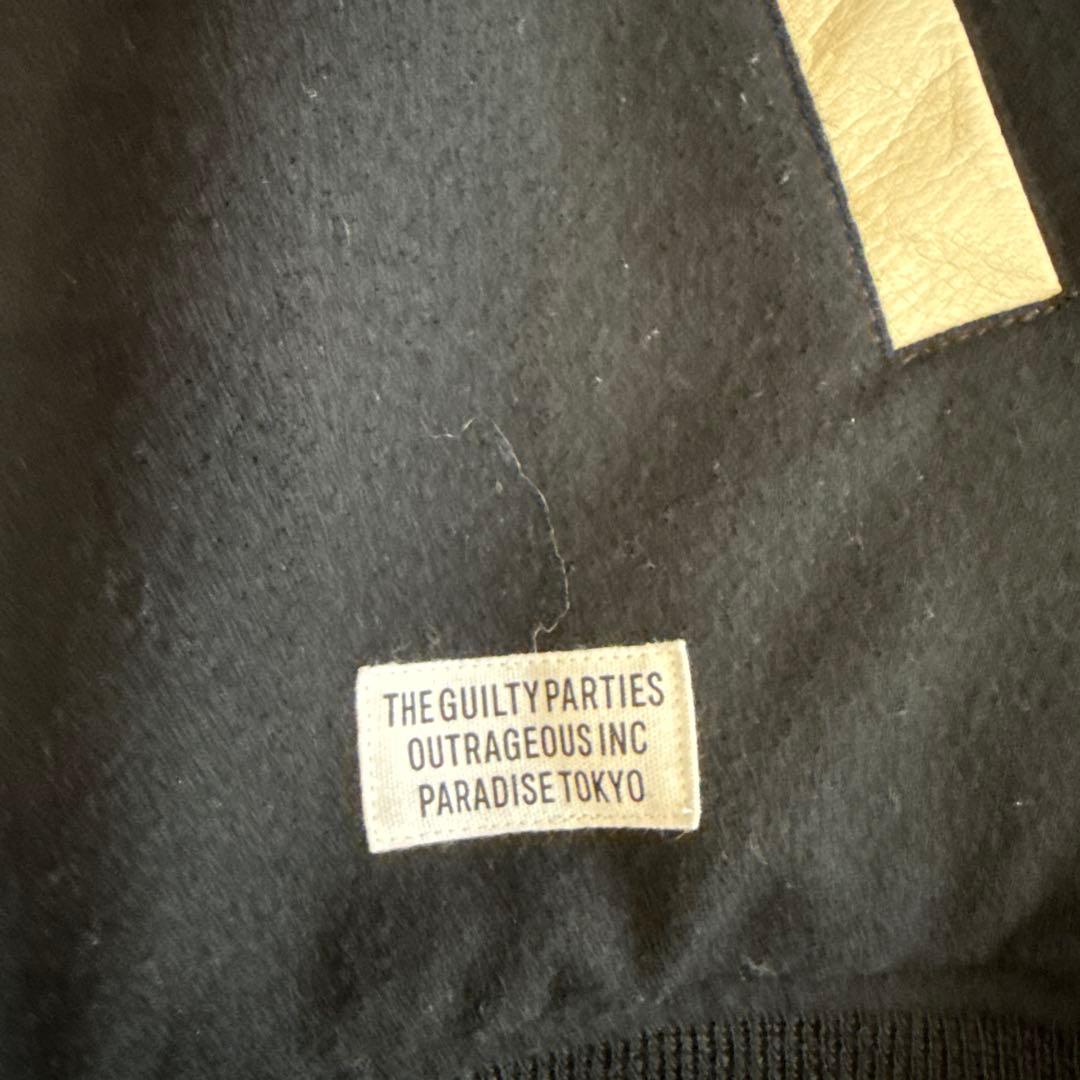 THE GUILTY PARTIES
OUTRAGEOUS INC
PARADISE TOKYO